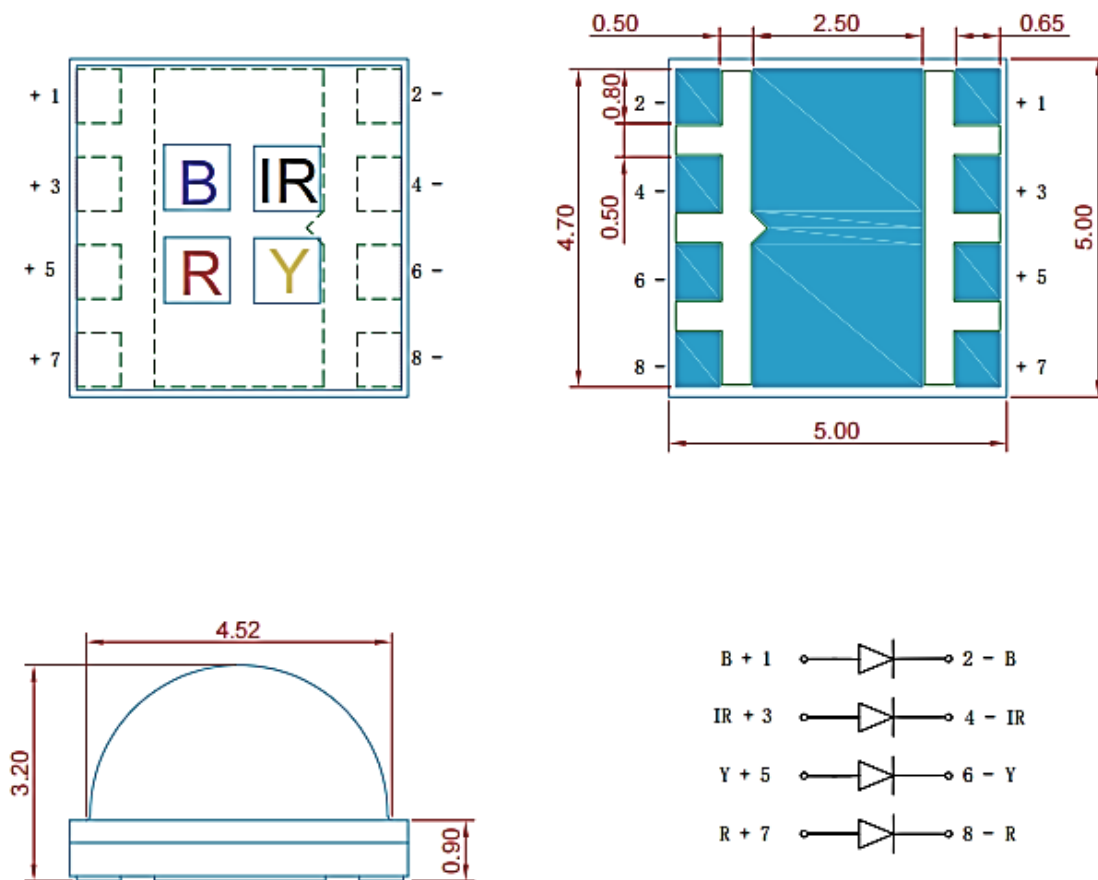 0.50 2.50 0.65
+ 1 2 -
B IR
+ 3 4 -
R Y
+ 5 6 -
+ 7 8 -
2 - 0.80 + 1
4 - 0.50 + 3
4.70 5.00
6 - + 5
8 - + 7
5.00
4.52
3.20
0.90
B + 1 2 - B
IR + 3 4 - IR
Y + 5 6 - Y
R + 7 8 - R